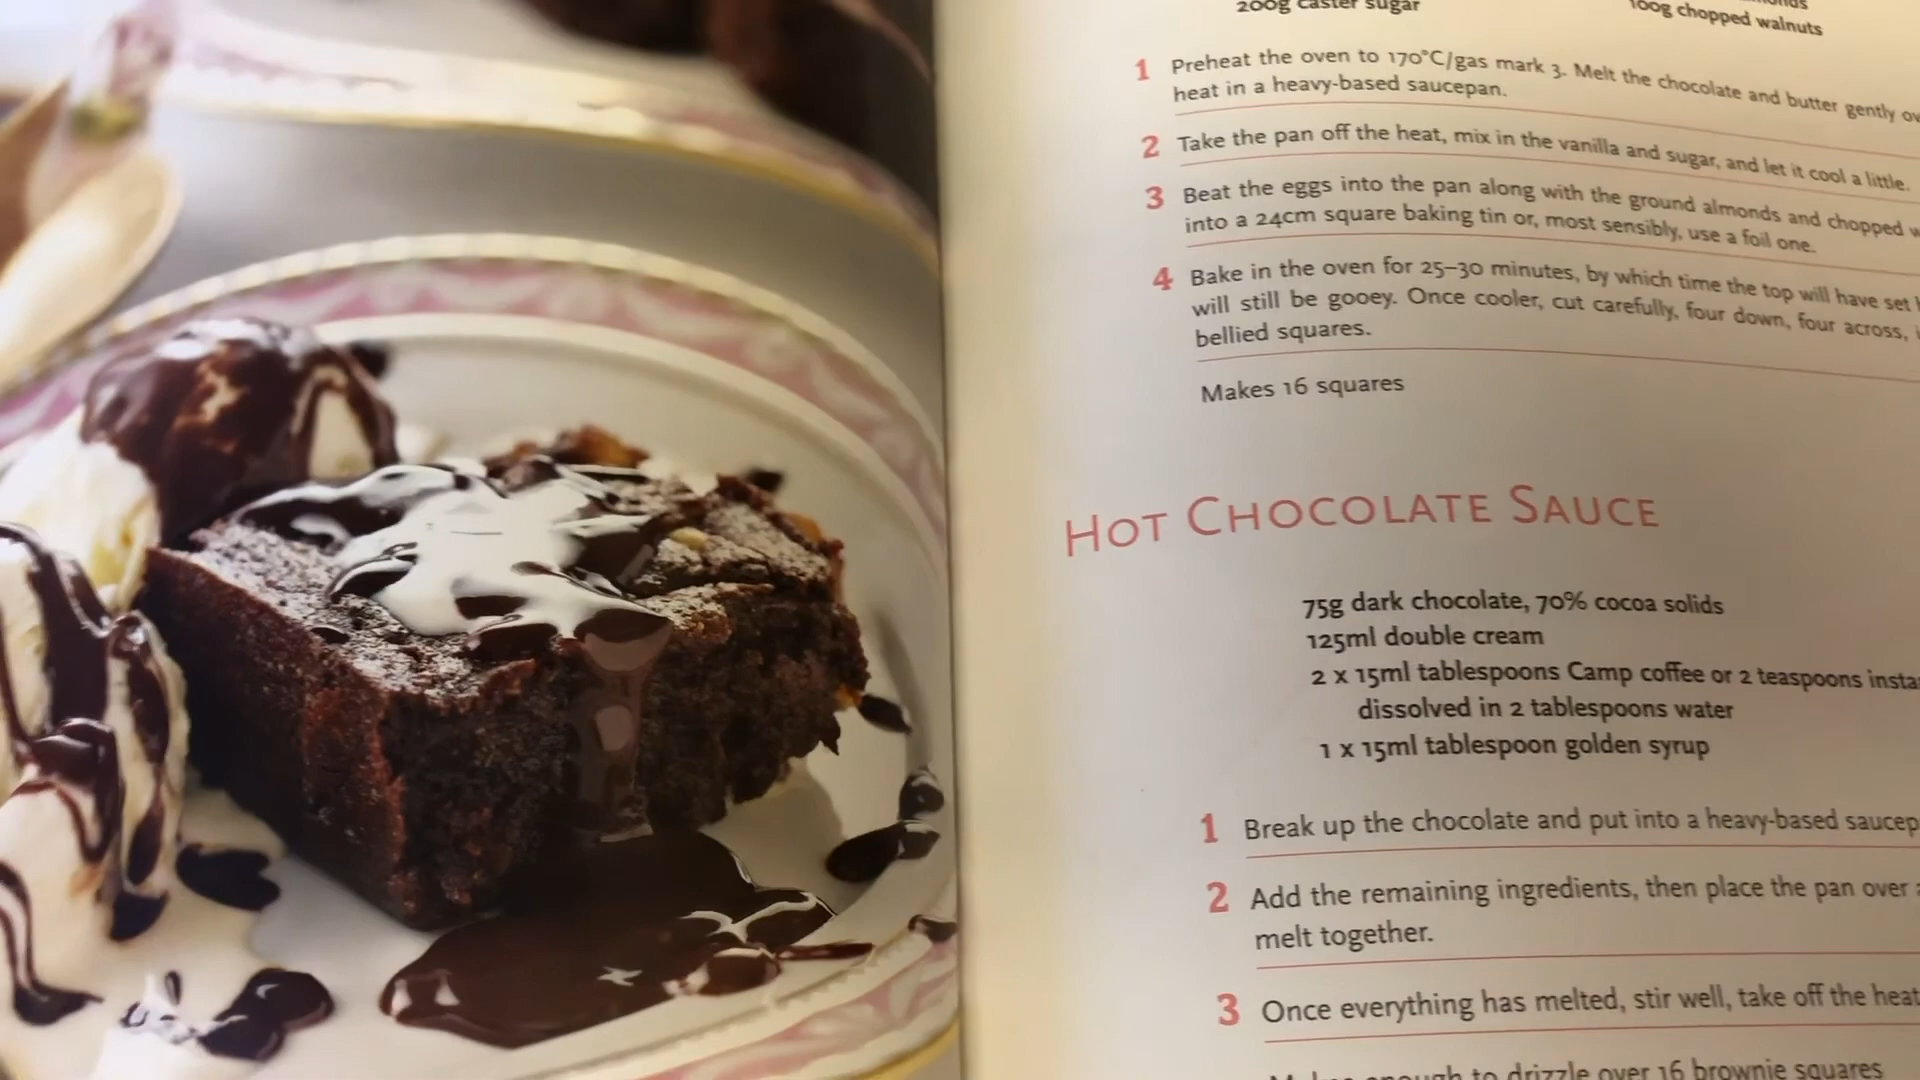 200g caster sugar
100g chopped walnuts
1 Preheat the oven to 170°C/gas mark 3. Melt the chocolate and butter gently
heat in a heavy-based saucepan.
2 Take the pan off the heat, mix in the vanilla and sugar, and let it cool a little.
3 Beat the eggs into the pan along with the ground almonds and chopped
into a 24cm square baking tin or, most sensibly, use a foil one.
4 Bake in the oven for 25–30 minutes, by which time the top will have set
will still be gooey. Once cooler, cut carefully, four down, four across,
bellied squares.
Makes 16 squares
HOT CHOCOLATE SAUCE
75g dark chocolate, 70% cocoa solids
125ml double cream
2 x 15ml tablespoons Camp coffee or 2 teaspoons insta
dissolved in 2 tablespoons water
1 x 15ml tablespoon golden syrup
1 Break up the chocolate and put into a heavy-based saucep
2 Add the remaining ingredients, then place the pan over
melt together.
3 Once everything has melted, stir well, take off the heat
enough to drizzle over 16 brownie squares